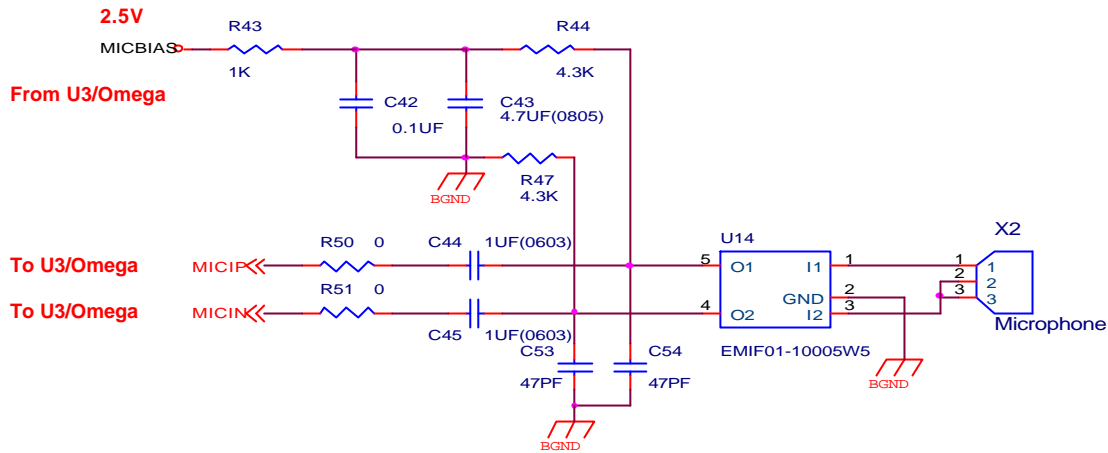 2.5V
R43
R44
MICBIAS
1K
4.3K
From U3/Omega
C42
C43
0.1UF
4.7UF(0805)
R47
4.3K
BGND
U14
X2
R50 0
C44
1UF(0603)
To U3/Omega
MICIP
5
O1
I1
1
1
1
2
2
R51 0
GND
2
3
3
To U3/Omega
MICIN
4
O2
I2
3
Microphone
C45
1UF(0603)
C53
C54
EMIF01-10005W5
47PF
47PF
BGND
BGND